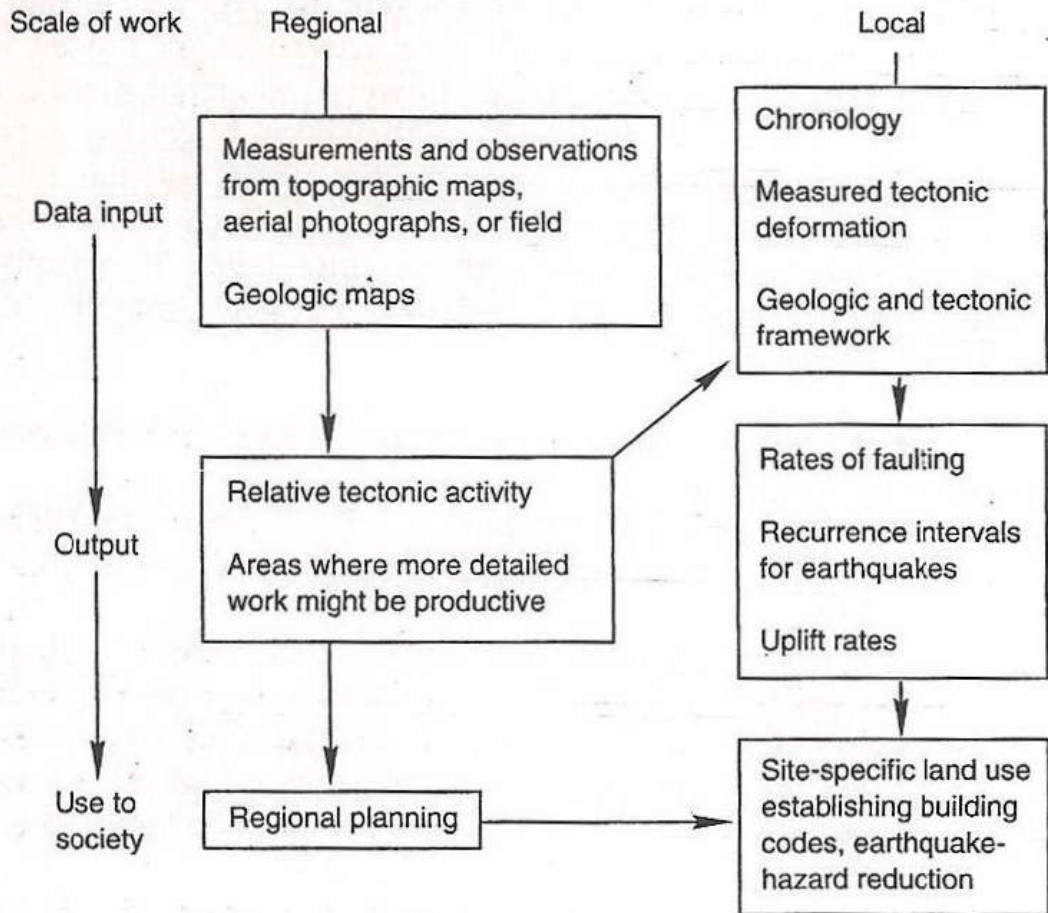 Scale of work
Regional
Local
Data input
Output
Use to
society
Measurements and observations
from topographic maps,
aerial photographs, or field
Geologic maps
Relative tectonic activity
Areas where more detailed
work might be productive
Regional planning
Chronology
Measured tectonic
deformation
Geologic and tectonic
framework
Rates of faulting
Recurrence intervals
for earthquakes
Uplift rates
Site-specific land use
establishing building
codes, earthquake-
hazard reduction